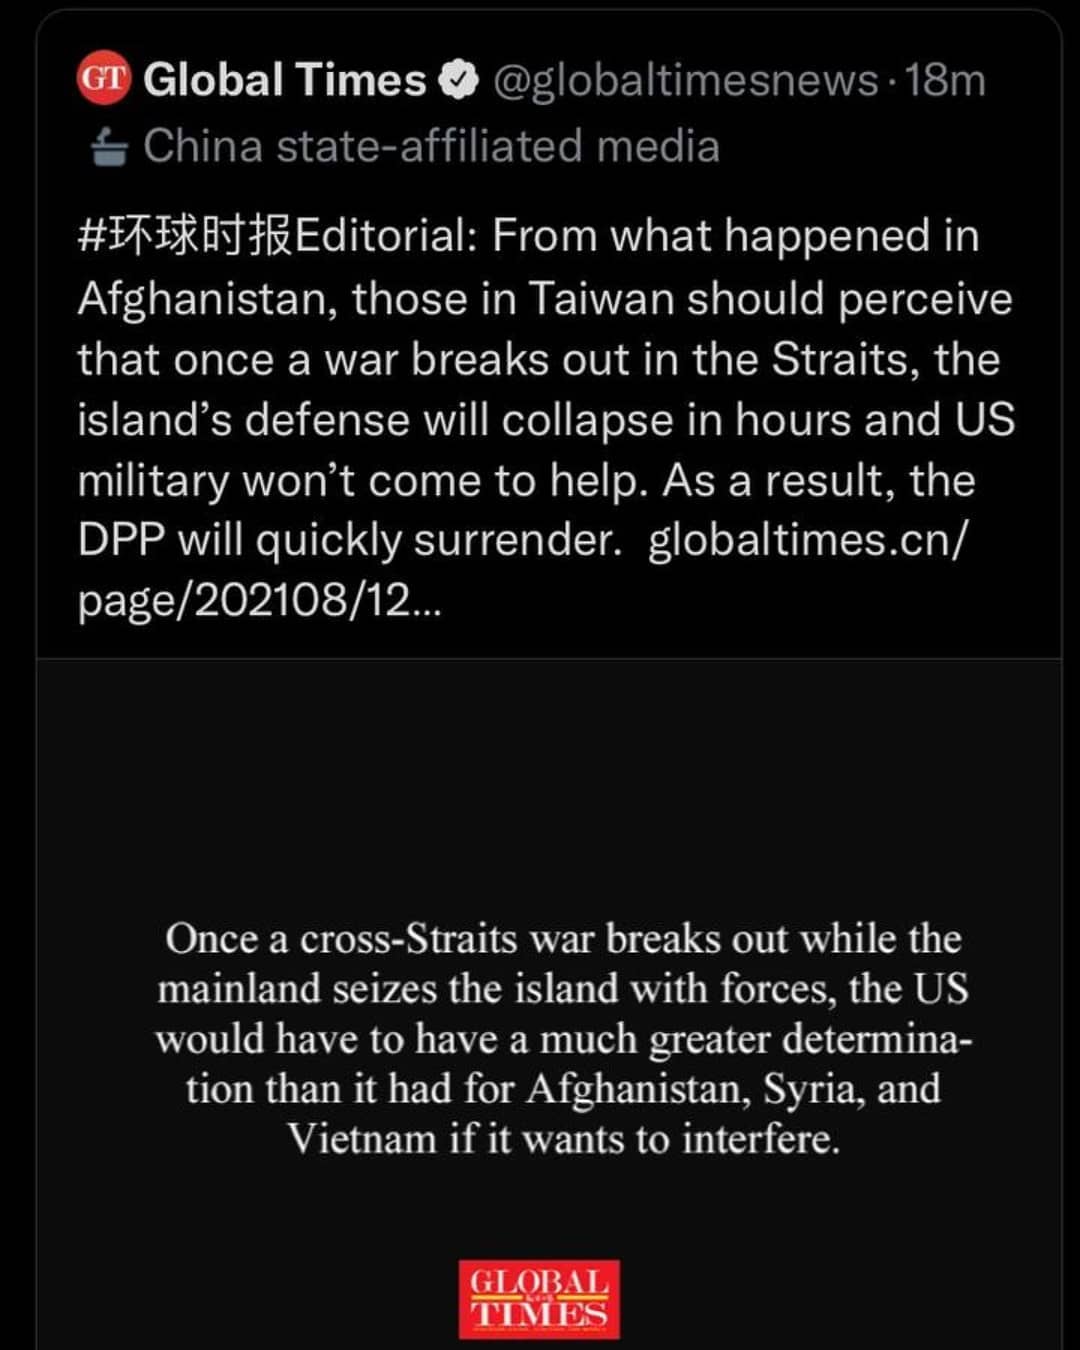 GT Global Times @globaltimesnews · 18m
China state-affiliated media
#环球时报Editorial: From what happened in
Afghanistan, those in Taiwan should perceive
that once a war breaks out in the Straits, the
island’s defense will collapse in hours and US
military won’t come to help. As a result, the
DPP will quickly surrender. globaltimes.cn/
page/202108/12...
Once a cross-Straits war breaks out while the
mainland seizes the island with forces, the US
would have to have a much greater determina-
tion than it had for Afghanistan, Syria, and
Vietnam if it wants to interfere.
GLOBAL
TIMES